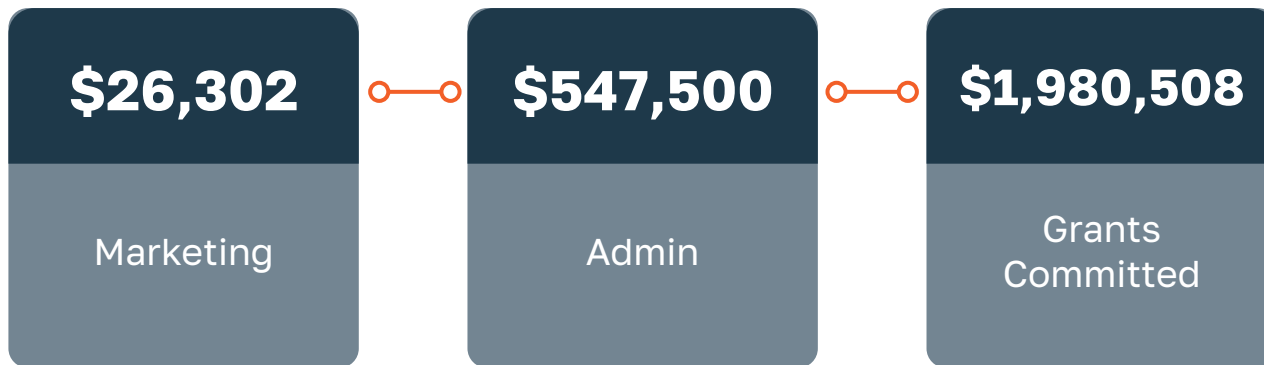 $26,302
Marketing
$547,500
Admin
$1,980,508
Grants
Committed